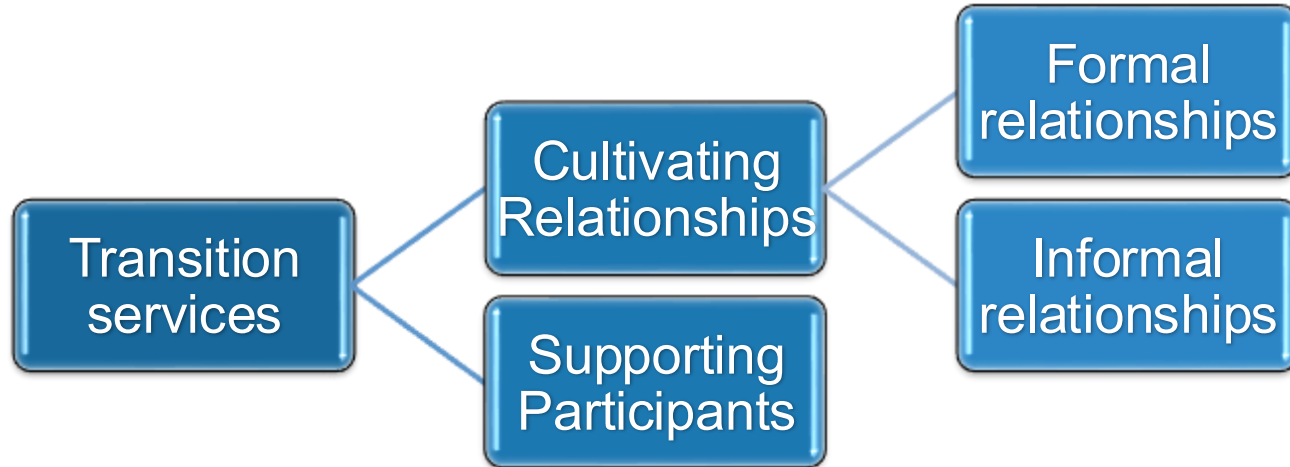 Transition
services
Cultivating
Relationships
Supporting
Participants
Formal
relationships
Informal
relationships